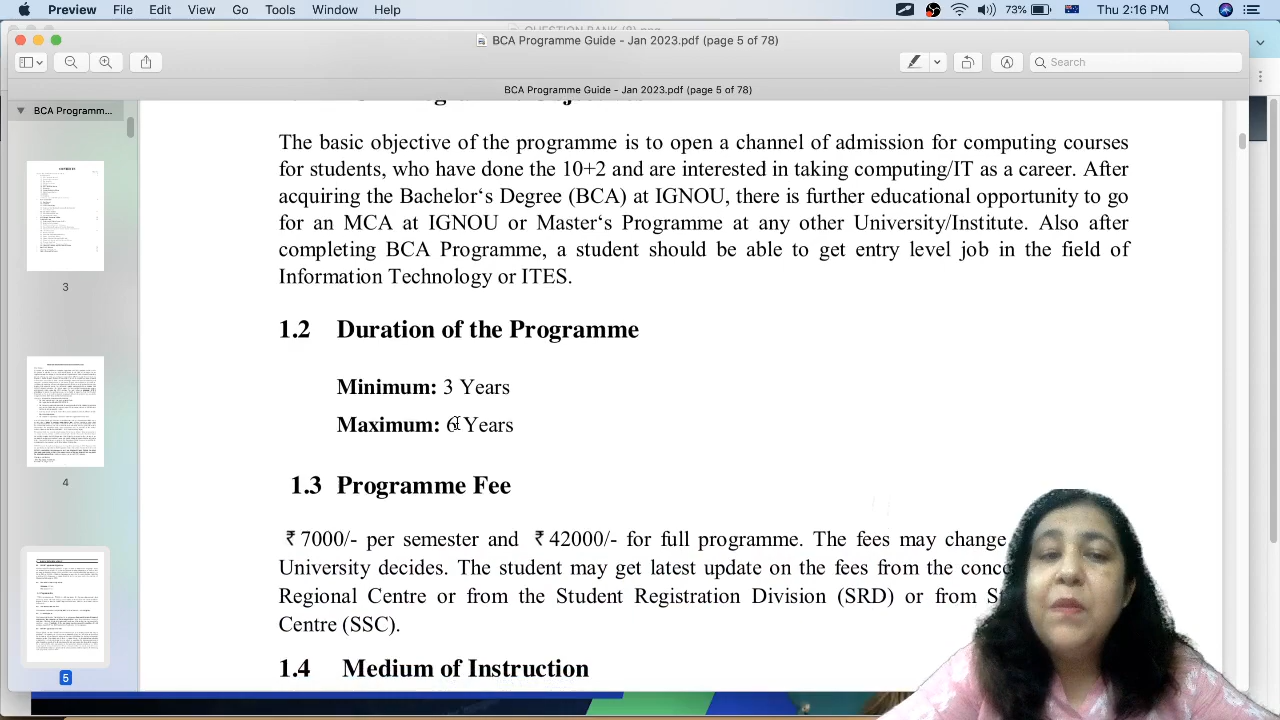 Preview File Edit View Go Tools Window Help 73% Thu 2:16 PM
BCA Programme Guide - Jan 2023.pdf (page 5 of 78)
Search
BCA Programme Guide - Jan 2023.pdf (page 5 of 78)
BCA Programm...
The basic objective of the programme is to open a channel of admission for computing courses
for students, who have done the 10+2 and are interested in taking computing/IT as a career. After
acquiring the Bachelor‘s Degree (BCA) at IGNOU, there is further educational opportunity to go
for an MCA at IGNOU or Master‘s Programme at any other University/Institute. Also after
completing BCA Programme, a student should be able to get entry level job in the field of
Information Technology or ITES.
3
1.2 Duration of the Programme
Minimum: 3 Years
Maximum: 6 Years
4
1.3 Programme Fee
₹ 7000/- per semester and ₹ 42000/- for full programme. The fees may change
University decides. The student may get latest update on the fees from the
Regional Centre or from the Student Registration Division (SRD) or from
Centre (SSC).
1.4 Medium of Instruction
5